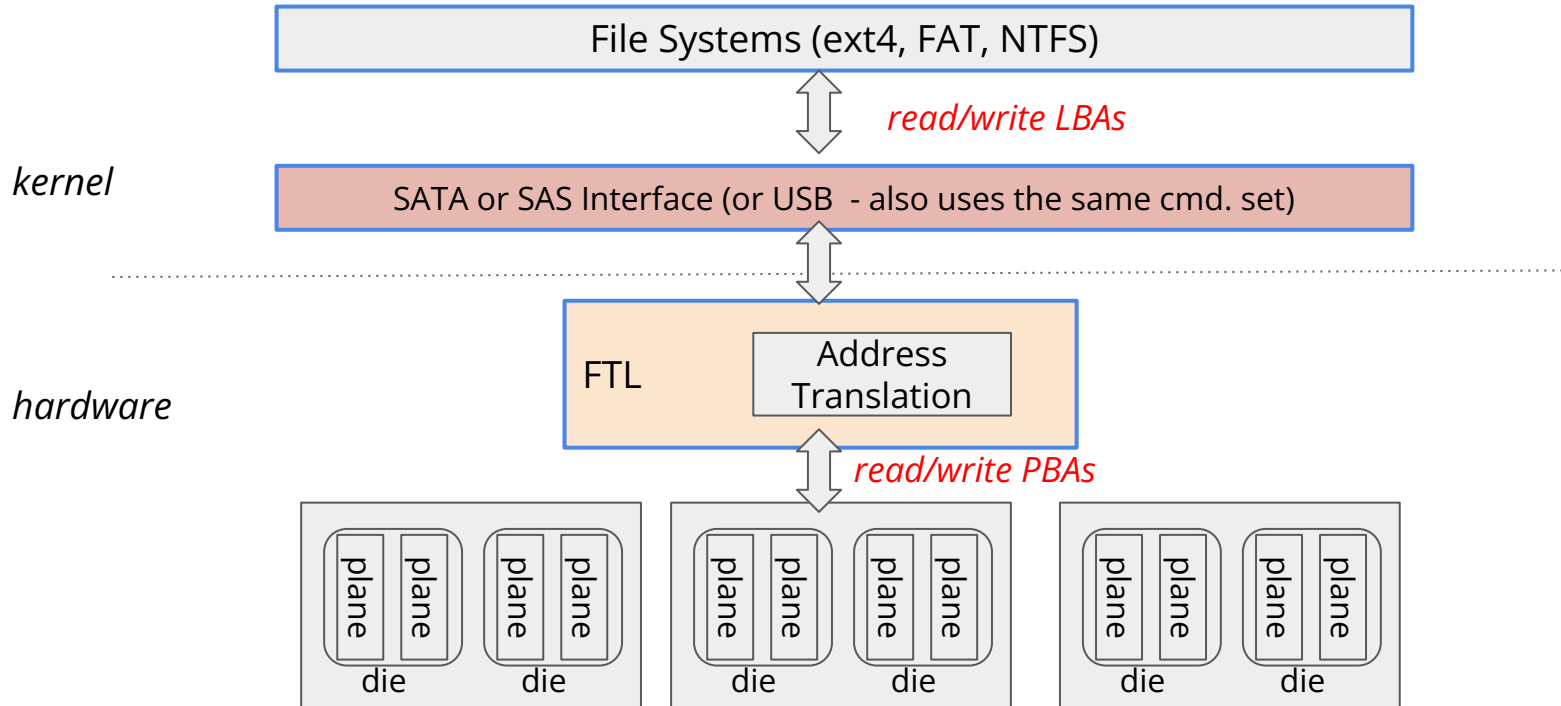 File Systems (ext4, FAT, NTFS)
read/write LBAs
kernel
SATA or SAS Interface (or USB  - also uses the same cmd. set)
FTL
Address
Translation
hardware
read/write PBAs
plane plane plane plane plane plane plane plane plane plane plane plane
die die die die die die